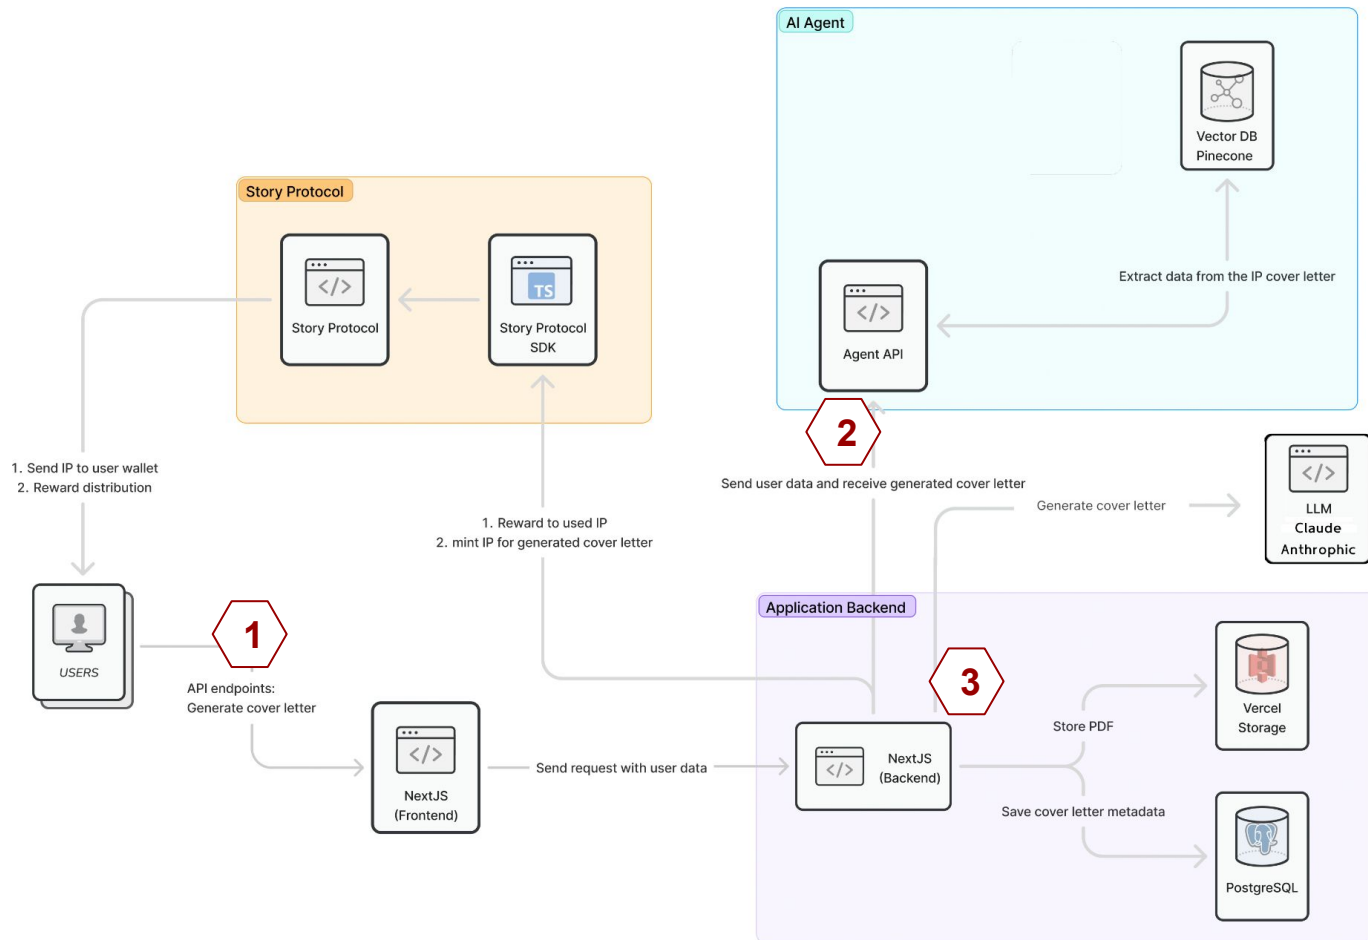 AI Agent
Vector DB
Pinecone
Extract data from the IP cover letter
</>
Agent API
Story Protocol
</>
Story Protocol
TS
Story Protocol
SDK
1. Send IP to user wallet
2. Reward distribution
1. Reward to used IP
2. mint IP for generated cover letter
2
Send user data and receive generated cover letter
Generate cover letter
</>
LLM
Claude
Anthrophic
USERS
1
API endpoints:
Generate cover letter
</>
NextJS
(Frontend)
Send request with user data
Application Backend
3
</>
NextJS
(Backend)
Store PDF
Vercel
Storage
Save cover letter metadata
PostgreSQL